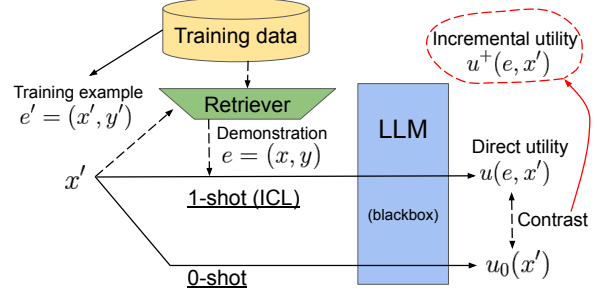 Training data
Incremental utility
u⁺(e, x′)
Training example
e′ = (x′, y′)
Retriever
Demonstration
e = (x, y)
LLM
(blackbox)
Direct utility
u(e, x′)
x′
1-shot (ICL)
Contrast
0-shot
u₀(x′)